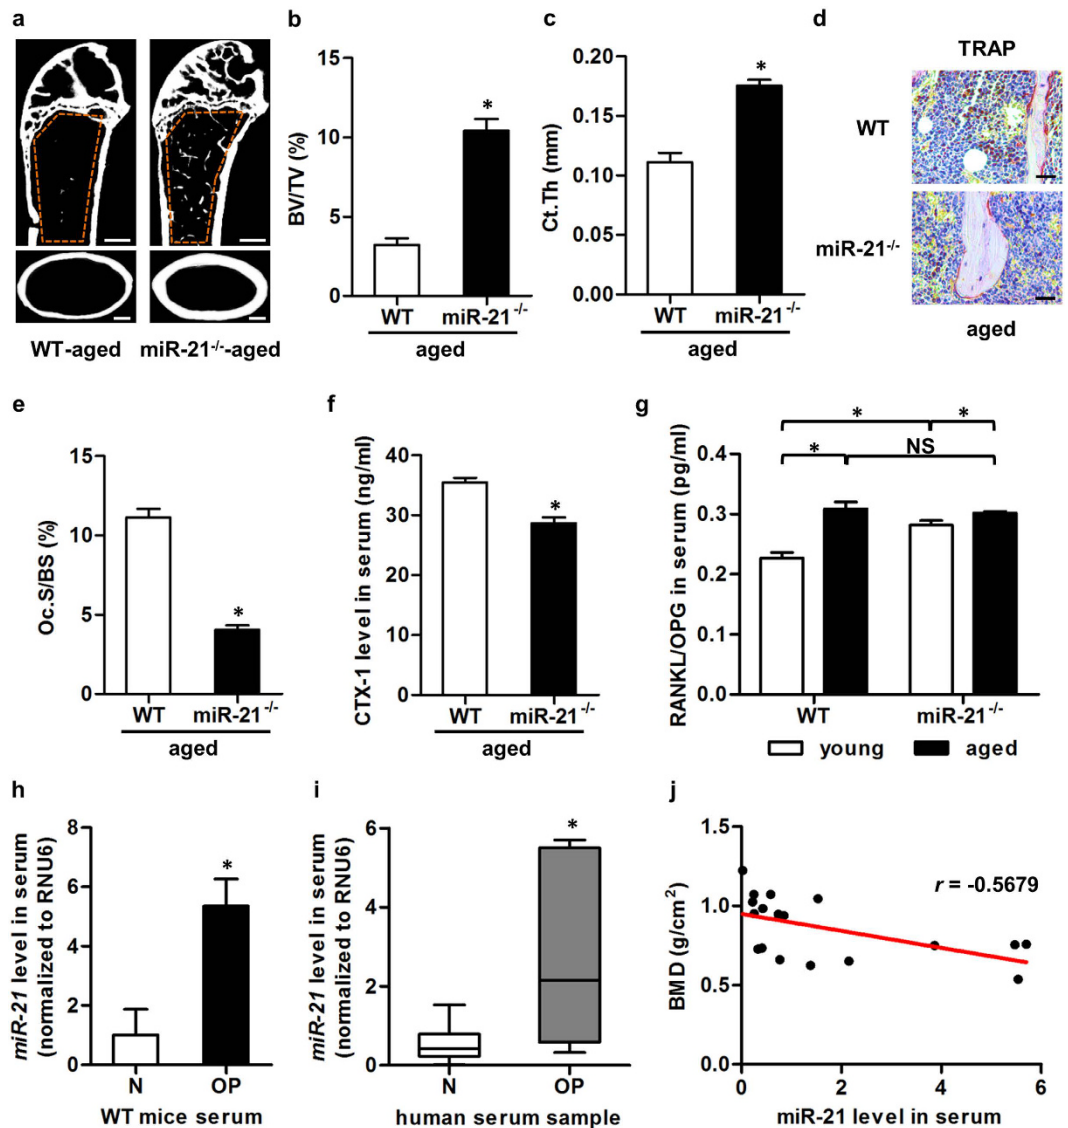 a
WT-aged
miR-21-/--aged
b
BV/TV (%)
15
10
5
0
*
WT
miR-21-/-
aged
c
Ct.Th (mm)
0.20
0.15
0.10
0.05
0.00
*
WT
miR-21-/-
aged
d
TRAP
WT
miR-21-/-
aged
e
Oc.S/BS (%)
15
10
5
0
*
WT
miR-21-/-
aged
f
CTX-1 level in serum (ng/ml)
40
30
20
10
0
*
WT
miR-21-/-
aged
g
RANKL/OPG in serum (pg/ml)
0.4
0.3
0.2
0.1
0.0
*
*
*
NS
WT
miR-21-/-
young
aged
h
miR-21 level in serum
(normalized to RNU6)
8
6
4
2
0
*
N
OP
WT mice serum
i
miR-21 level in serum
(normalized to RNU6)
6
4
2
0
*
N
OP
human serum sample
j
BMD (g/cm²)
1.5
1.0
0.5
0.0
r = -0.5679
0
2
4
6
miR-21 level in serum